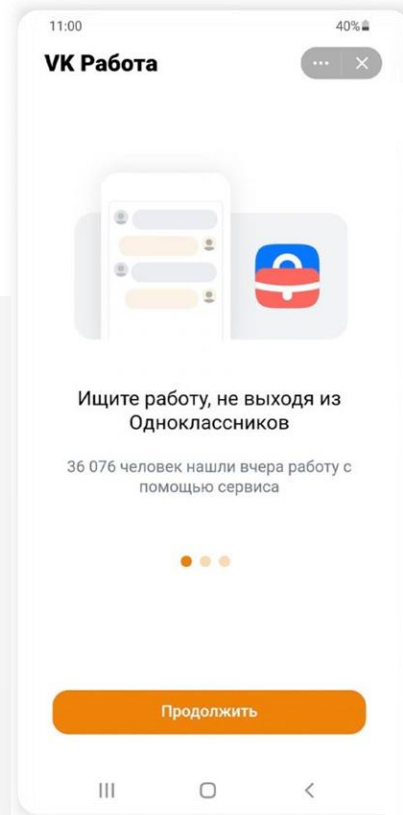 11:00 40%
VK Работа
Ищите работу, не выходя из
Одноклассников
36 076 человек нашли вчера работу с
помощью сервиса
Продолжить